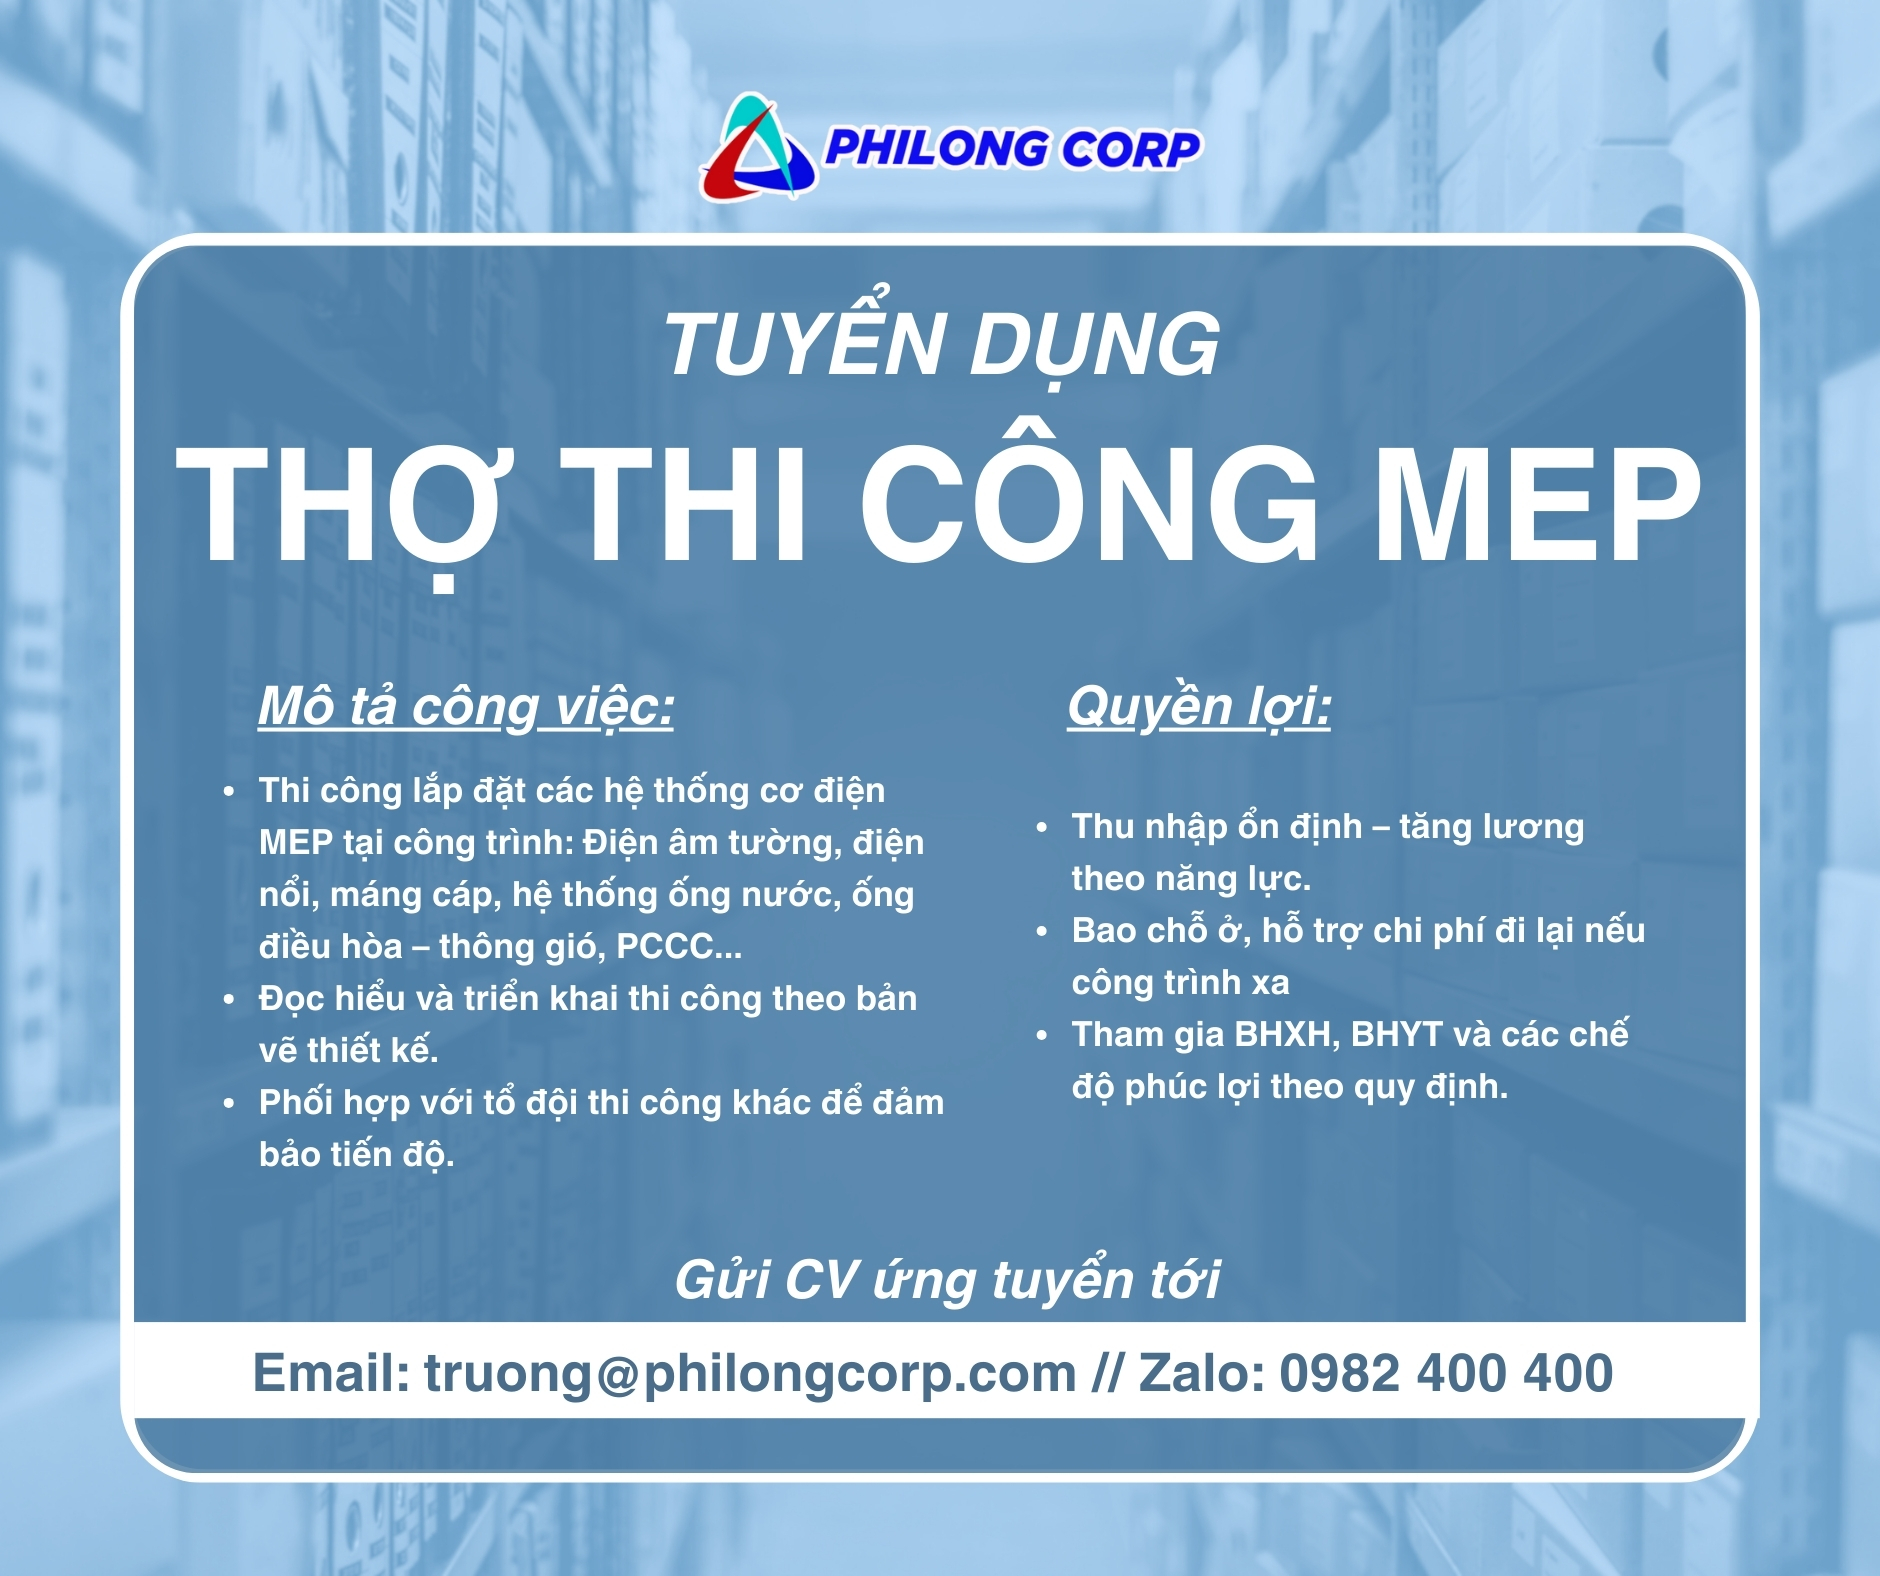 PHILONG CORP
TUYỂN DỤNG
THỢ THI CÔNG MEP
Mô tả công việc:
• Thi công lắp đặt các hệ thống cơ điện
MEP tại công trình: Điện âm tường, điện
nổi, máng cáp, hệ thống ống nước, ống
điều hòa – thông gió, PCCC...
• Đọc hiểu và triển khai thi công theo bản
vẽ thiết kế.
• Phối hợp với tổ đội thi công khác để đảm
bảo tiến độ.
Quyền lợi:
• Thu nhập ổn định – tăng lương
theo năng lực.
• Bao chỗ ở, hỗ trợ chi phí đi lại nếu
công trình xa
• Tham gia BHXH, BHYT và các chế
độ phúc lợi theo quy định.
Gửi CV ứng tuyển tới
Email: truong@philongcorp.com // Zalo: 0982 400 400